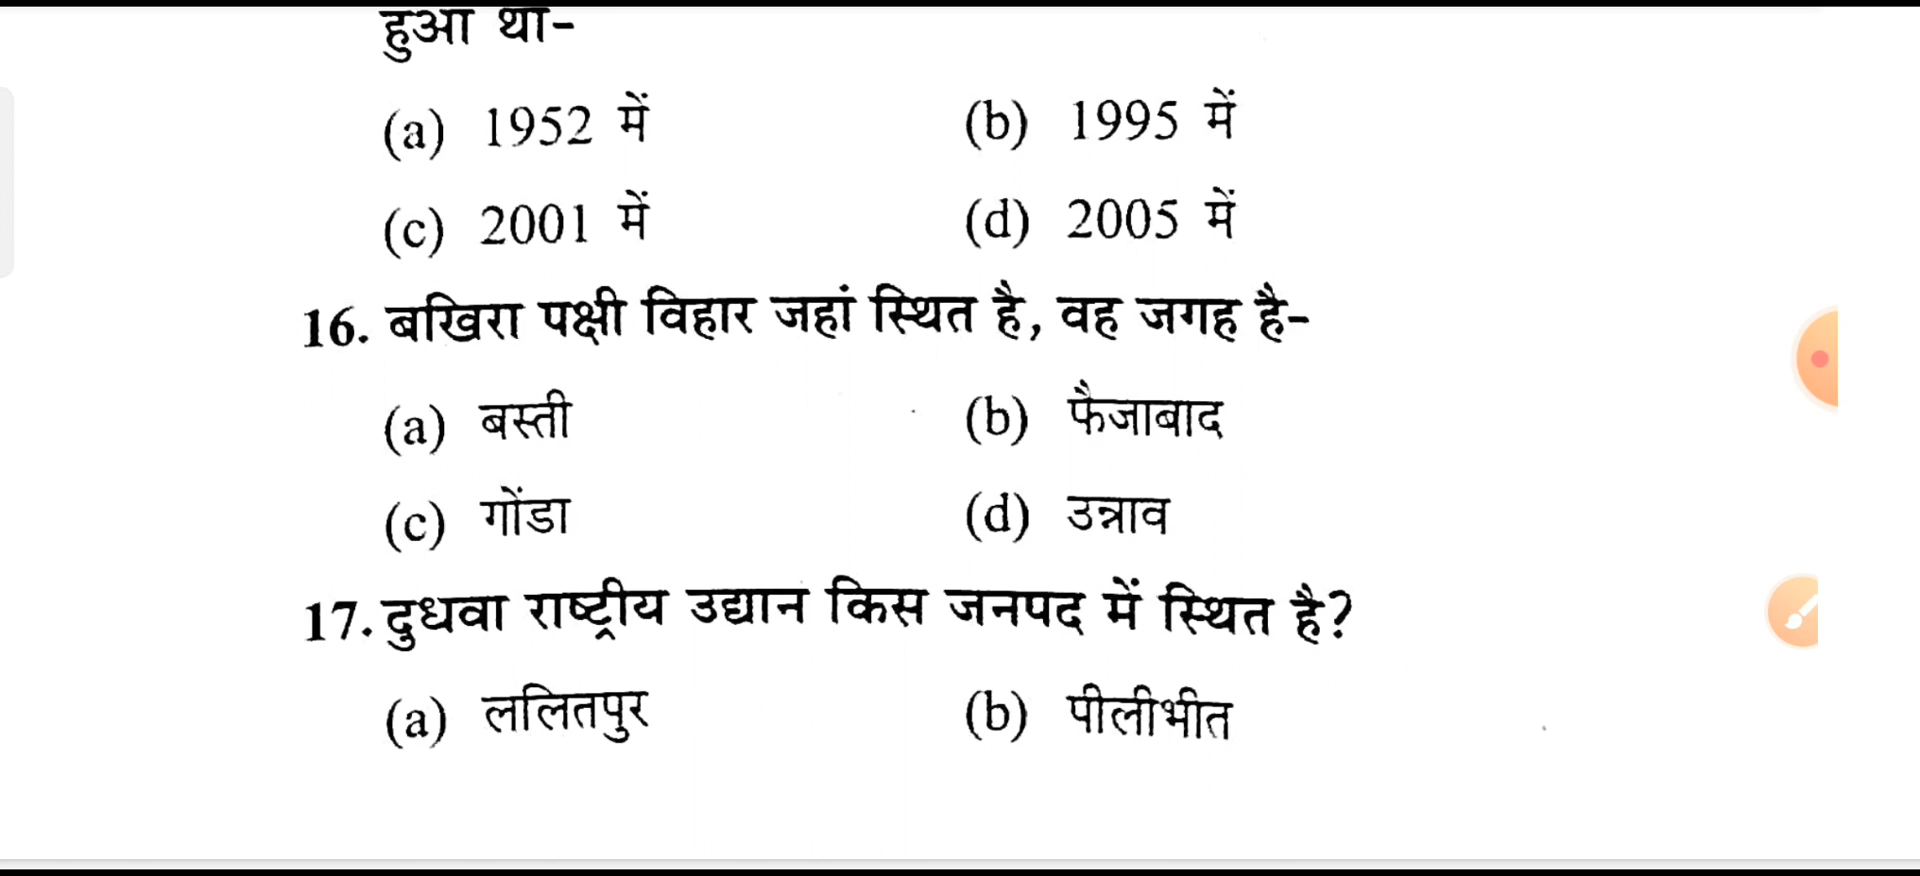 हुआ था-
(a) 1952 में (b) 1995 में
(c) 2001 में (d) 2005 में
16. बखिरा पक्षी विहार जहां स्थित है, वह जगह है-
(a) बस्ती (b) फैजाबाद
(c) गोंडा (d) उन्नाव
17. दुधवा राष्ट्रीय उद्यान किस जनपद में स्थित है?
(a) ललितपुर (b) पीलीभीत